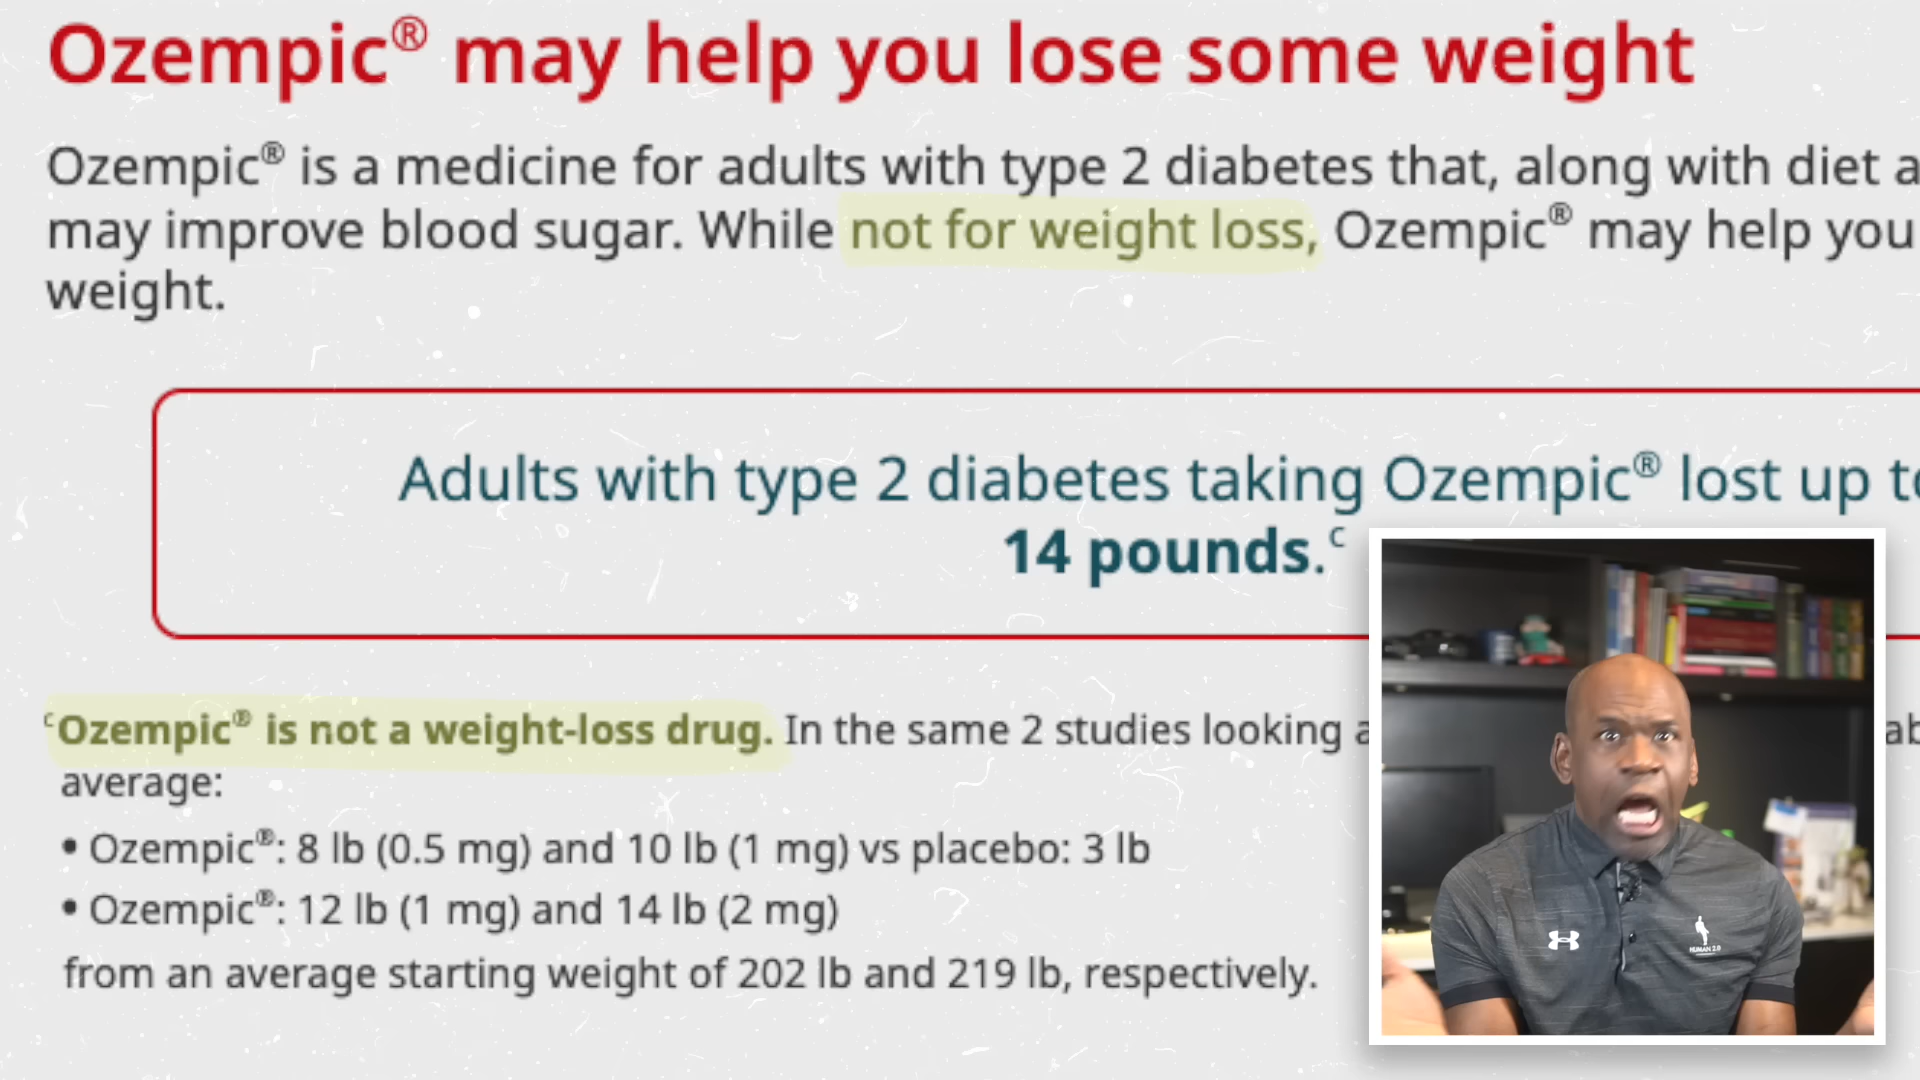 Ozempic® may help you lose some weight
Ozempic® is a medicine for adults with type 2 diabetes that, along with diet a
may improve blood sugar. While not for weight loss, Ozempic® may help you
weight.
Adults with type 2 diabetes taking Ozempic® lost up to
14 pounds.ᶜ
ᶜOzempic® is not a weight-loss drug. In the same 2 studies looking a ab
average:
• Ozempic®: 8 lb (0.5 mg) and 10 lb (1 mg) vs placebo: 3 lb
• Ozempic®: 12 lb (1 mg) and 14 lb (2 mg)
from an average starting weight of 202 lb and 219 lb, respectively.
HUMAN 2.0